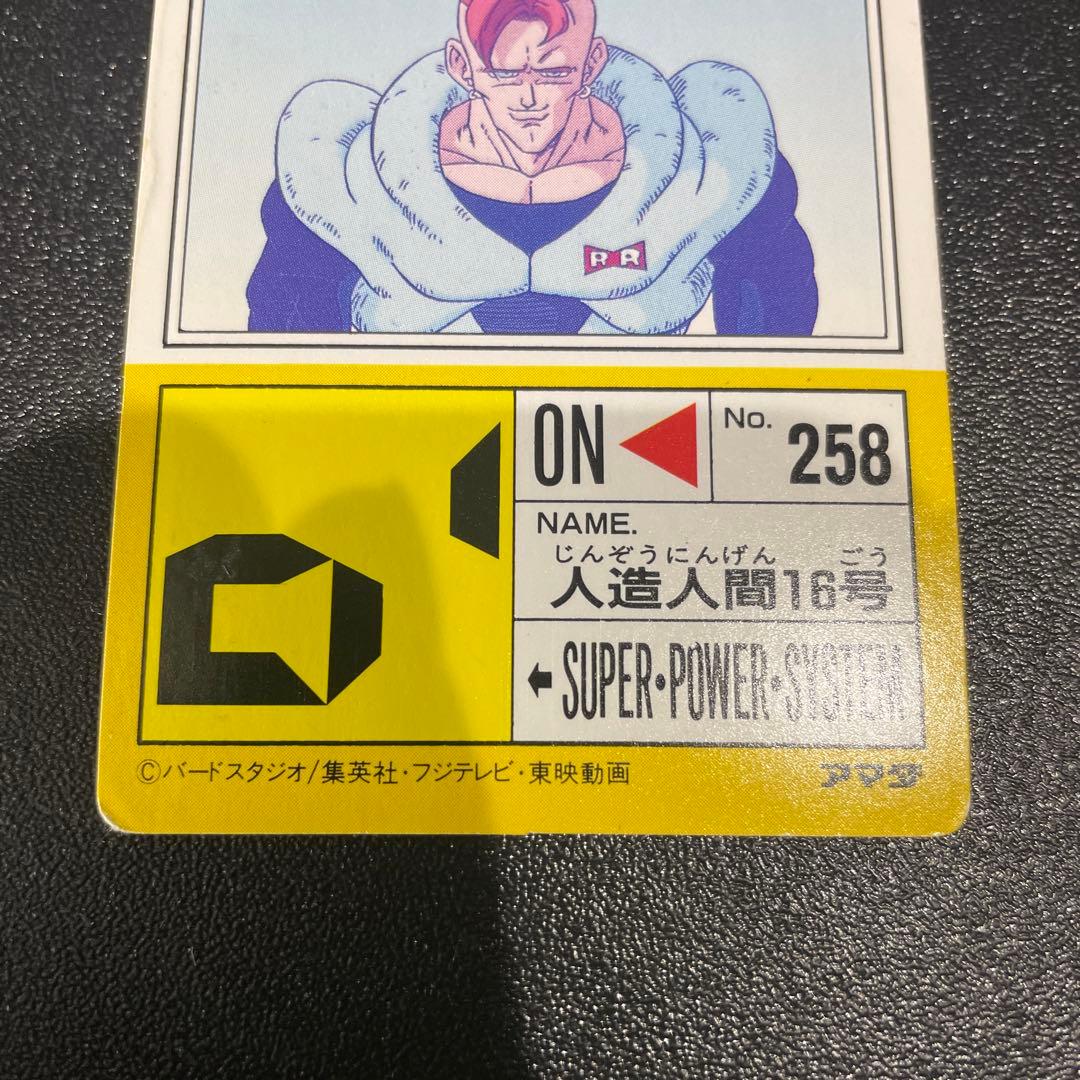 RR
ON
No. 258
NAME.
じんぞうにんげん ごう
人造人間16号
SUPER・POWER・SYSTEM
©バードスタジオ/集英社・フジテレビ・東映動画
アマダ